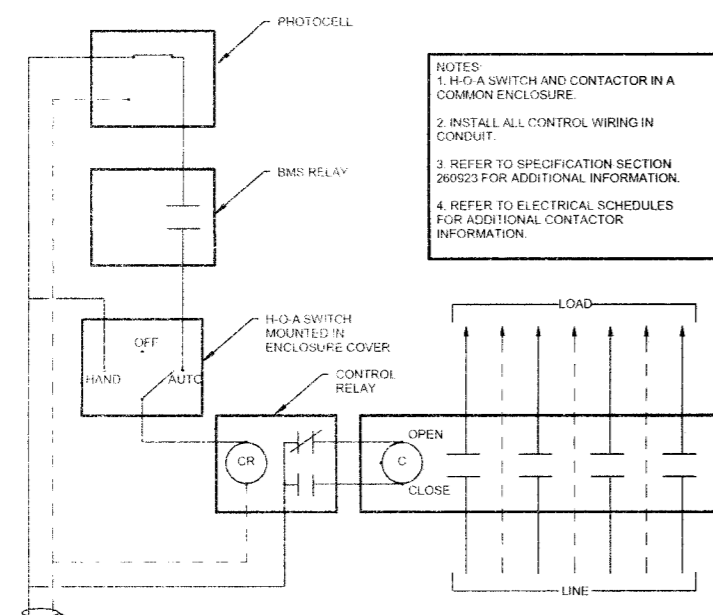 PHOTOCELL
NOTES:
1. H-O-A SWITCH AND CONTACTOR IN A
COMMON ENCLOSURE.
2. INSTALL ALL CONTROL WIRING IN
CONDUIT.
3. REFER TO SPECIFICATION SECTION
260923 FOR ADDITIONAL INFORMATION.
4. REFER TO ELECTRICAL SCHEDULES
FOR ADDITIONAL CONTACTOR
INFORMATION.
BMS RELAY
LOAD
H-O-A SWITCH
MOUNTED IN
ENCLOSURE COVER
OFF
HAND
AUTO
CONTROL
RELAY
CR
C
OPEN
CLOSE
LINE